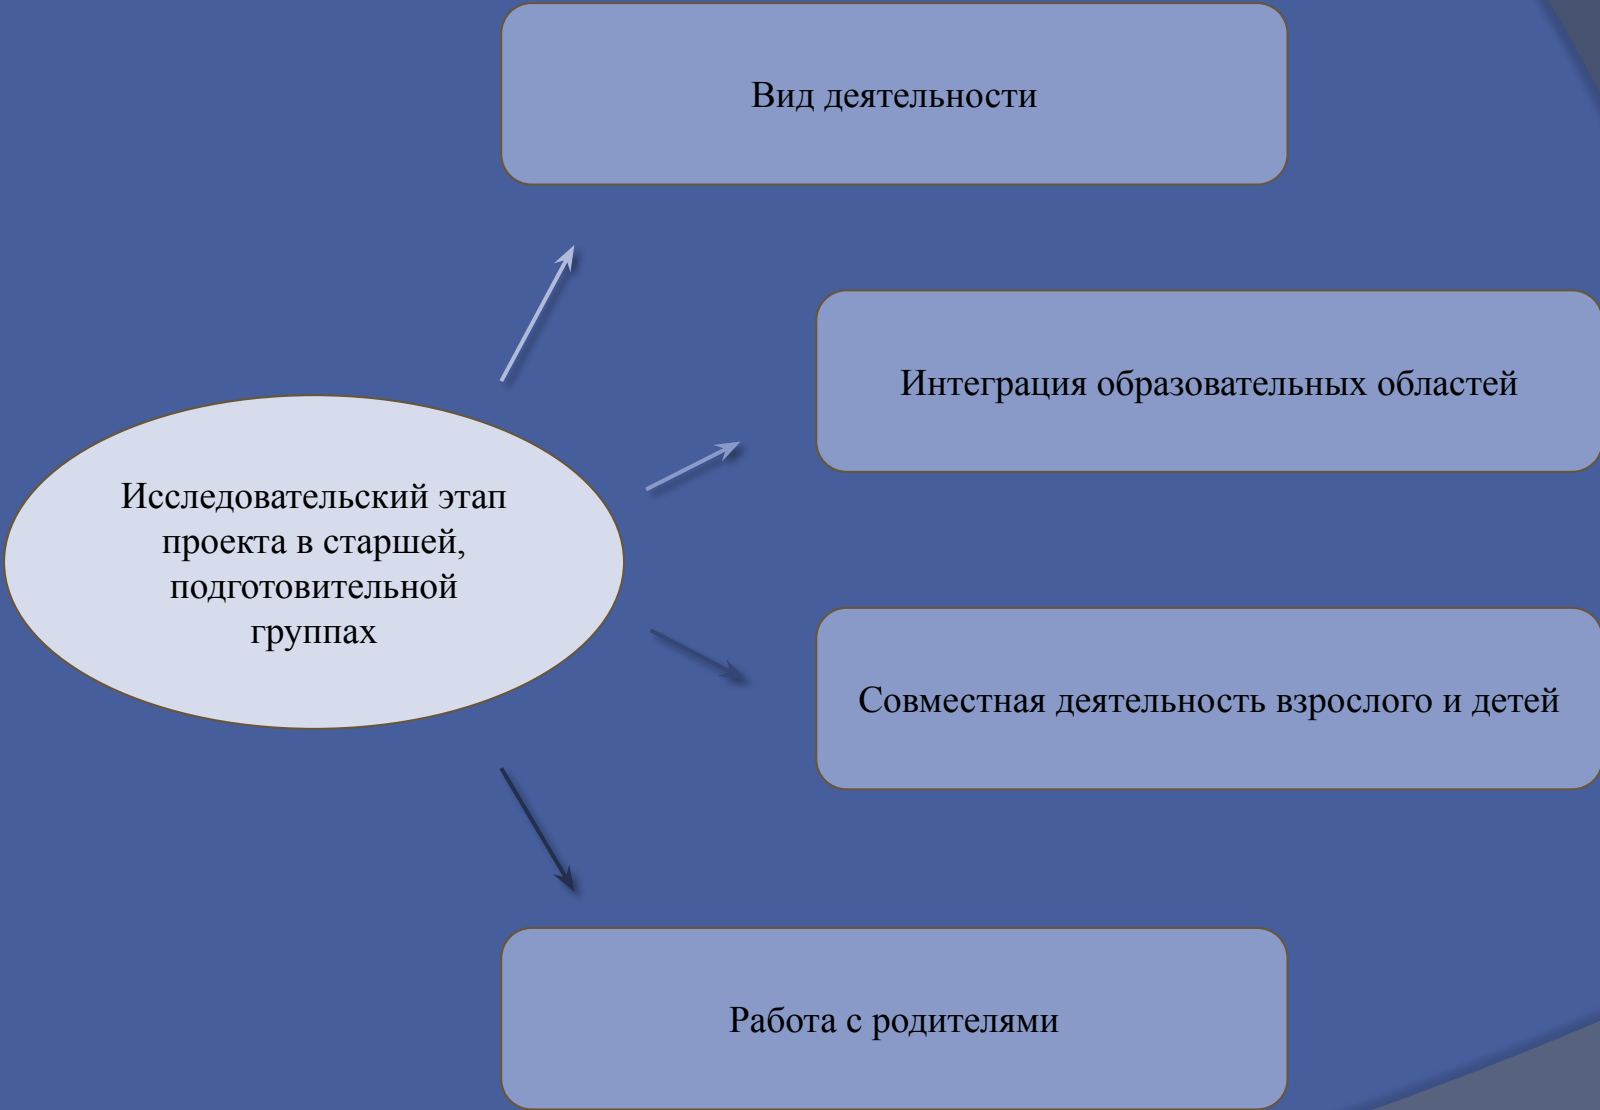 Вид деятельности
Интеграция образовательных областей
Исследовательский этап
проекта в старшей,
подготовительной
группах
Совместная деятельность взрослого и детей
Работа с родителями